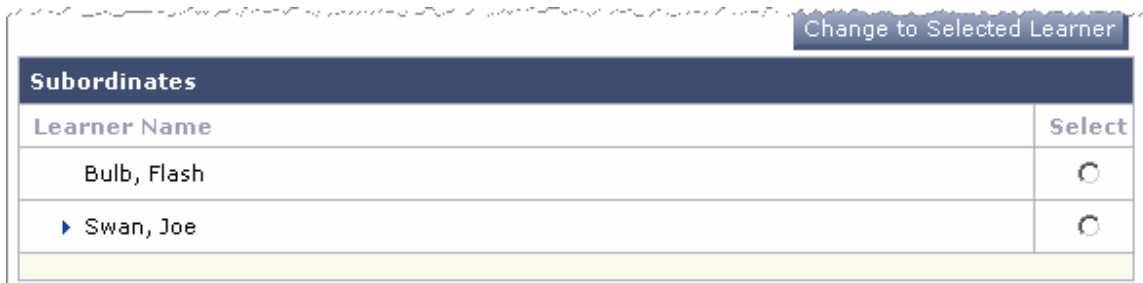 Change to Selected Learner
Subordinates
Learner Name Select
Bulb, Flash
Swan, Joe